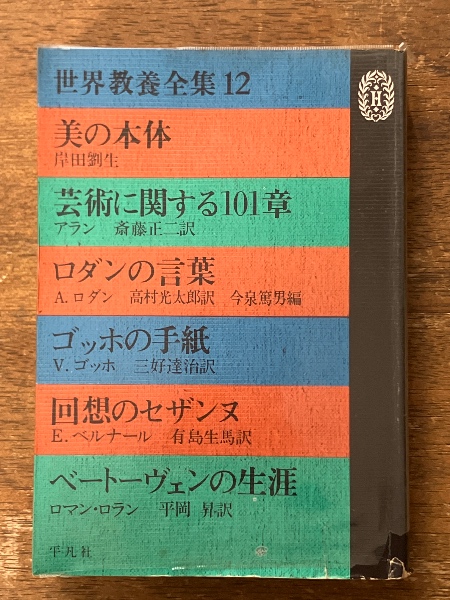 世界教養全集12
美の本体
岸田劉生
芸術に関する101章
アラン 斎藤正二訳
ロダンの言葉
A. ロダン 高村光太郎訳 今泉篤男編
ゴッホの手紙
V. ゴッホ 三好達治訳
回想のセザンヌ
E. ベルナール 有島生馬訳
ベートーヴェンの生涯
ロマン・ロラン 平岡 昇訳
平凡社
H